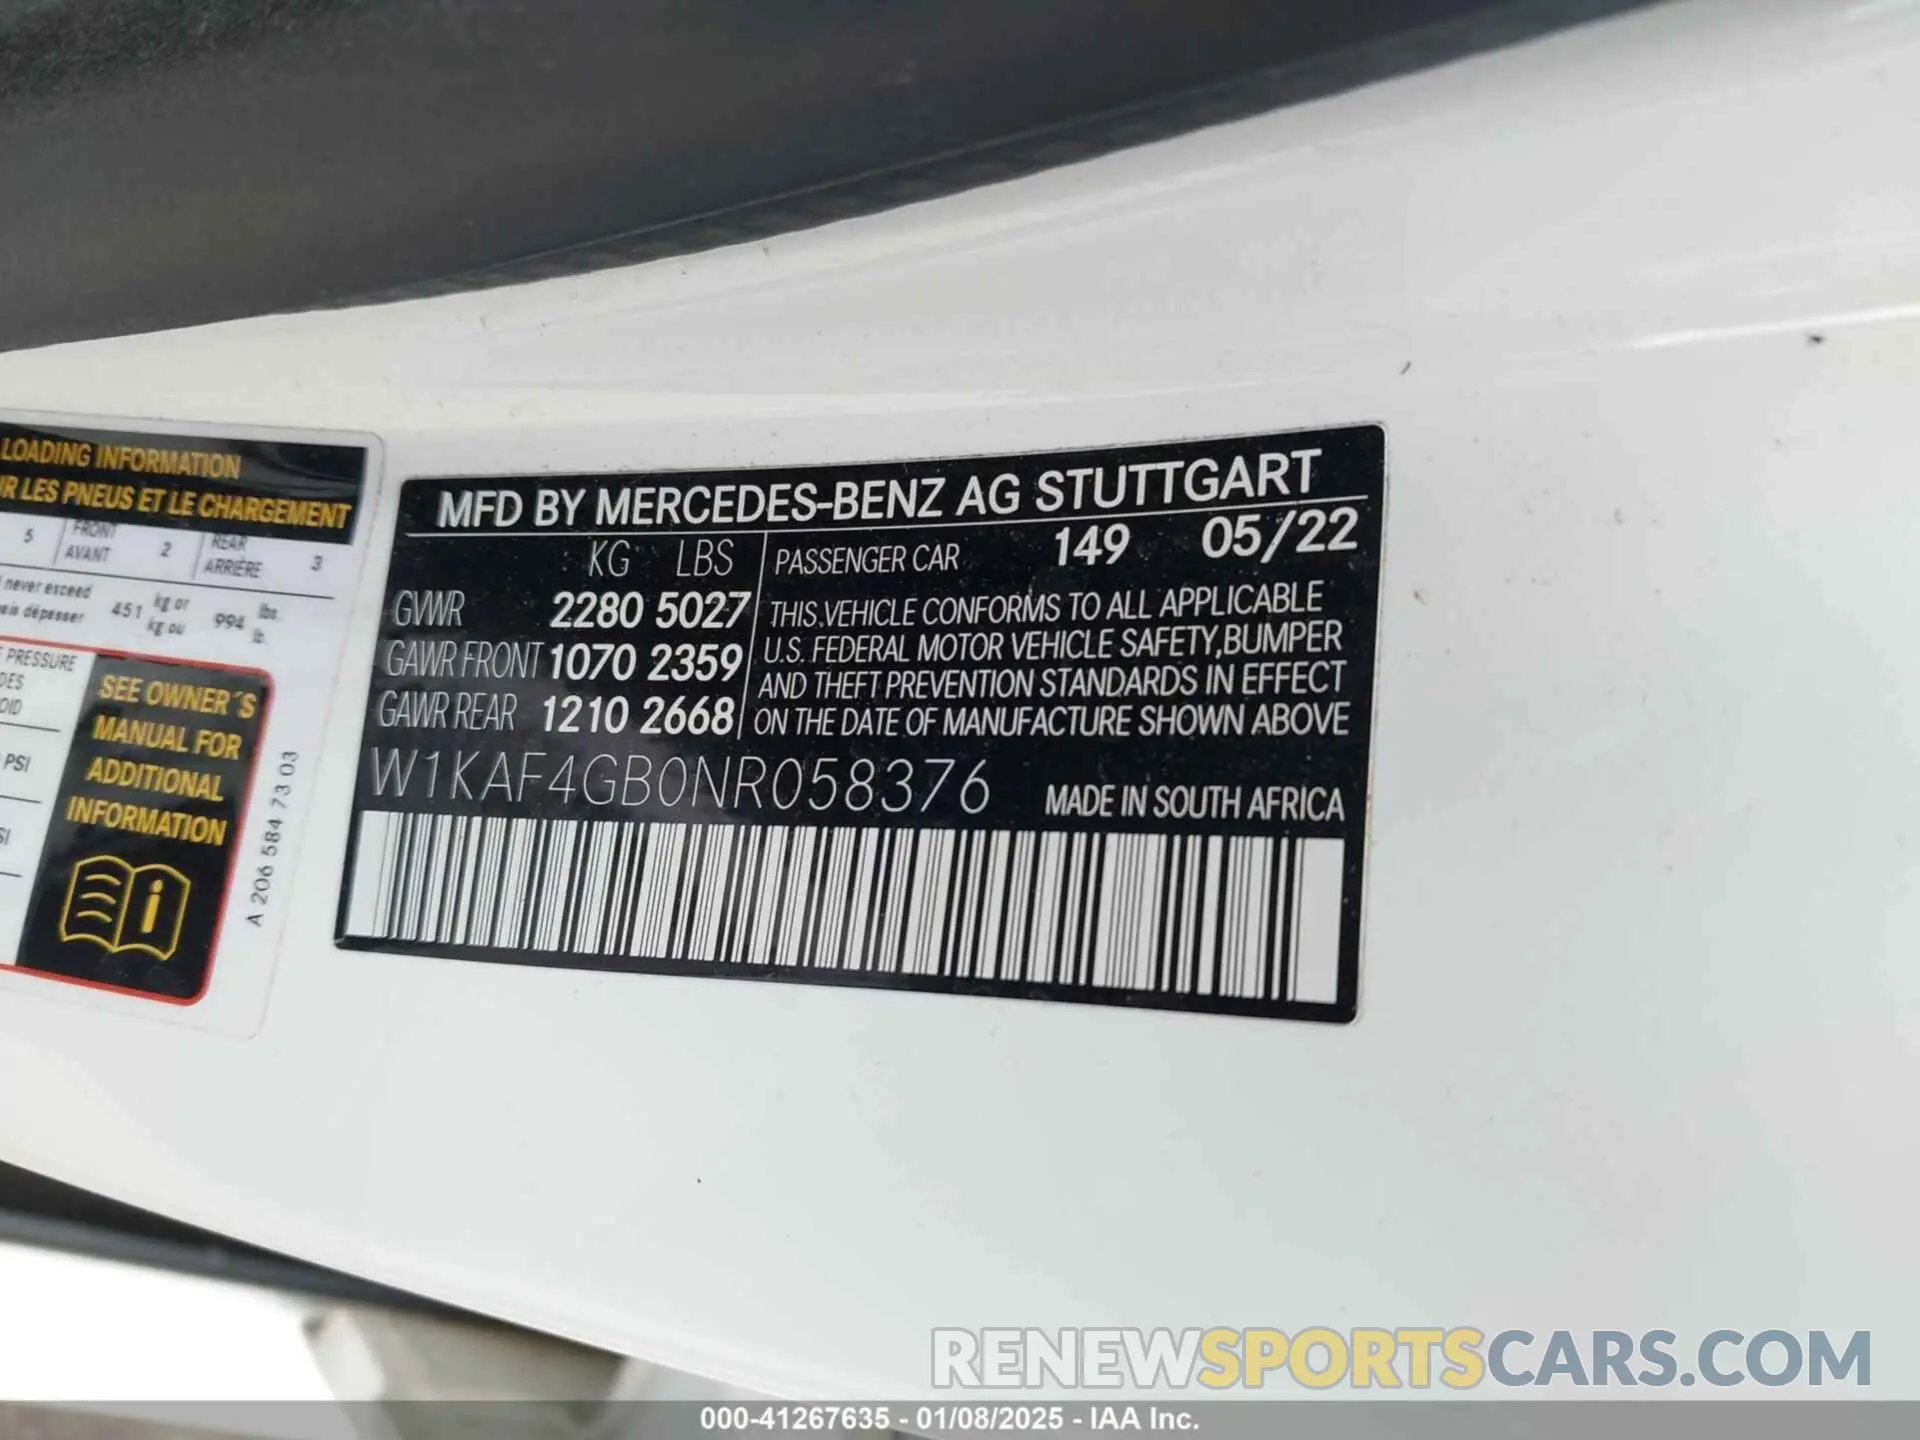 LOADING INFORMATION
LES PNEUS ET LE CHARGEMENT
5 FRONT AVANT 2 REAR ARRIÈRE 3
never exceed
dépasser 451 kg or kg ou 994 lbs. lb.
PRESSURE
PSI
SEE OWNER´S
MANUAL FOR
ADDITIONAL
INFORMATION
A 206 584 73 03
MFD BY MERCEDES-BENZ AG STUTTGART
KG LBS PASSENGER CAR 149 05/22
GVWR 2280 5027
GAWR FRONT 1070 2359
GAWR REAR 1210 2668
THIS VEHICLE CONFORMS TO ALL APPLICABLE
U.S. FEDERAL MOTOR VEHICLE SAFETY,BUMPER
AND THEFT PREVENTION STANDARDS IN EFFECT
ON THE DATE OF MANUFACTURE SHOWN ABOVE
W1KAF4GB0NR058376 MADE IN SOUTH AFRICA
RENEWSPORTSCARS.COM
000-41267635 - 01/08/2025 - IAA Inc.